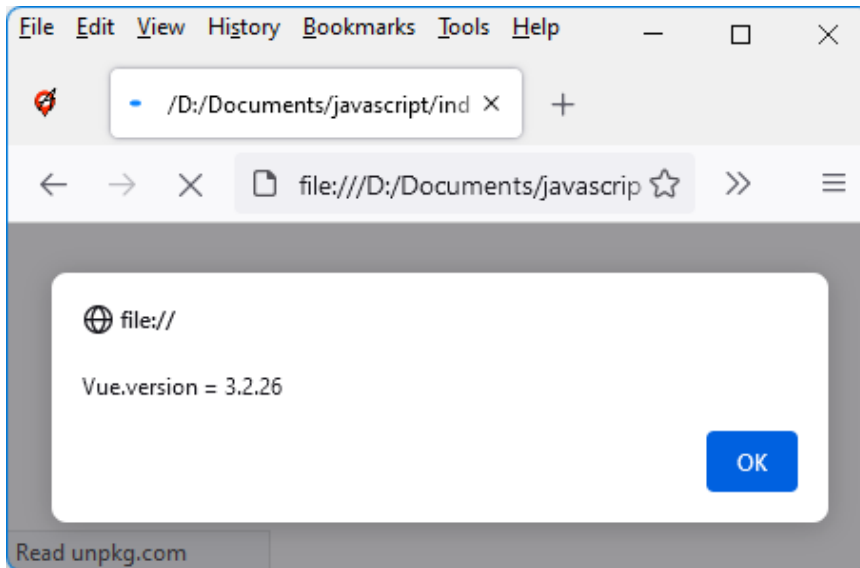 File Edit View History Bookmarks Tools Help
/D:/Documents/javascript/ind
file:///D:/Documents/javascrip
file://
Vue.version = 3.2.26
OK
Read unpkg.com